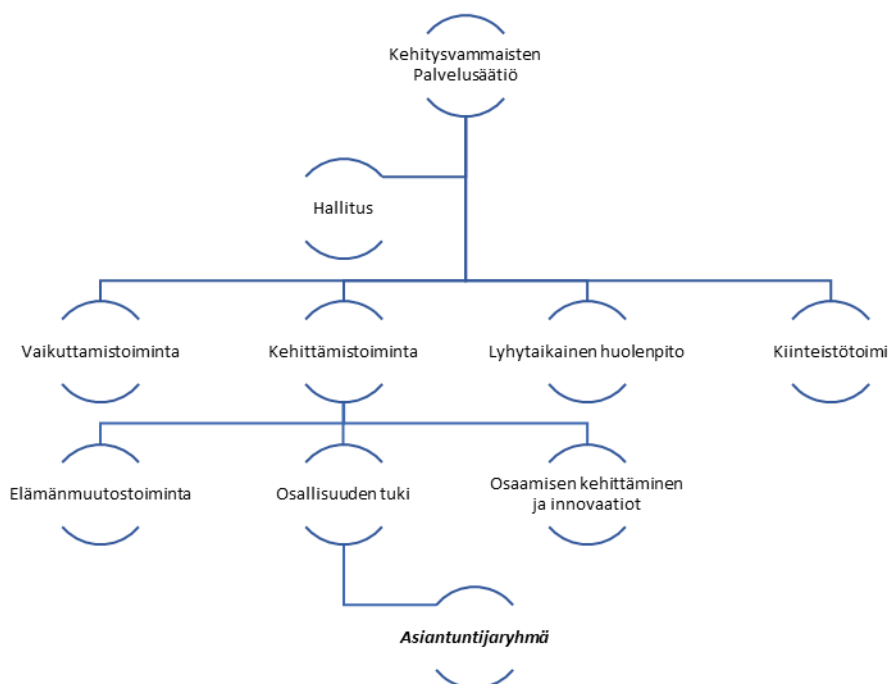 Kehitysvammaisten
Palvelusäätiö
Hallitus
Vaikuttamistoiminta
Kehittämistoiminta
Lyhytaikainen huolenpito
Kiinteistötoimi
Elämänmuutostoiminta
Osallisuuden tuki
Osaamisen kehittäminen
ja innovaatiot
Asiantuntijaryhmä